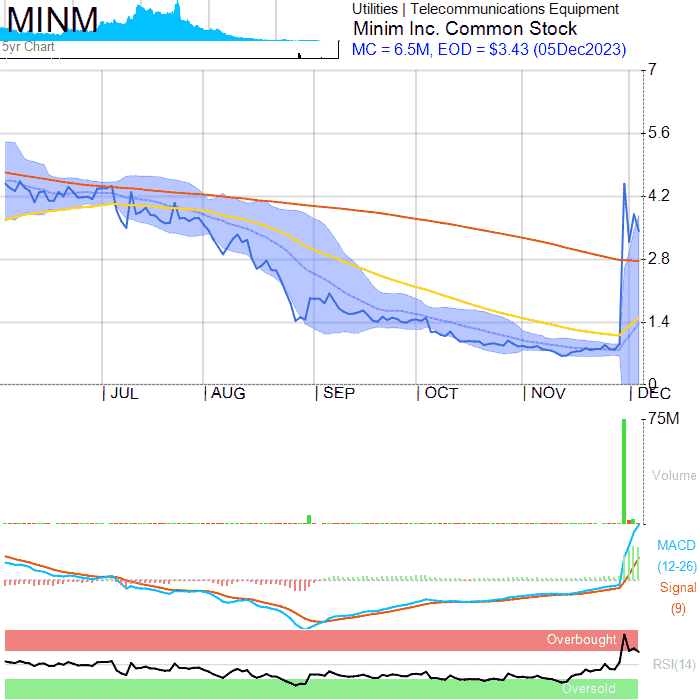 MINM
5yr Chart
Utilities | Telecommunications Equipment
Minim Inc. Common Stock
MC = 6.5M, EOD = $3.43 (05Dec2023)
7
5.6
4.2
2.8
1.4
0
JUL AUG SEP OCT NOV DEC
75M
Volume
MACD
(12-26)
Signal
(9)
Overbought
RSI(14)
Oversold